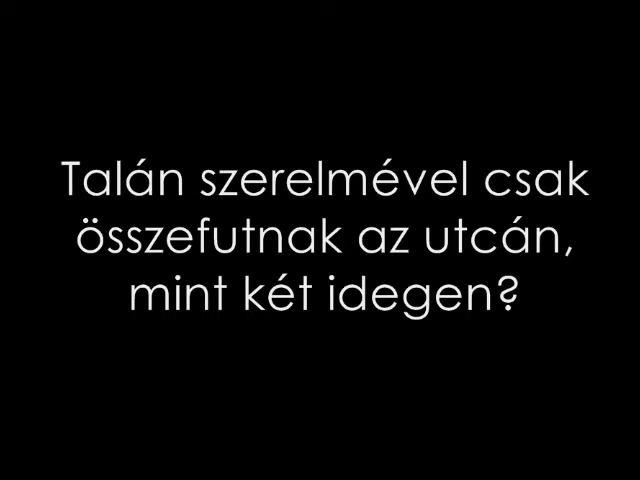 Talán szerelmével csak
összefutnak az utcán,
mint két idegen?